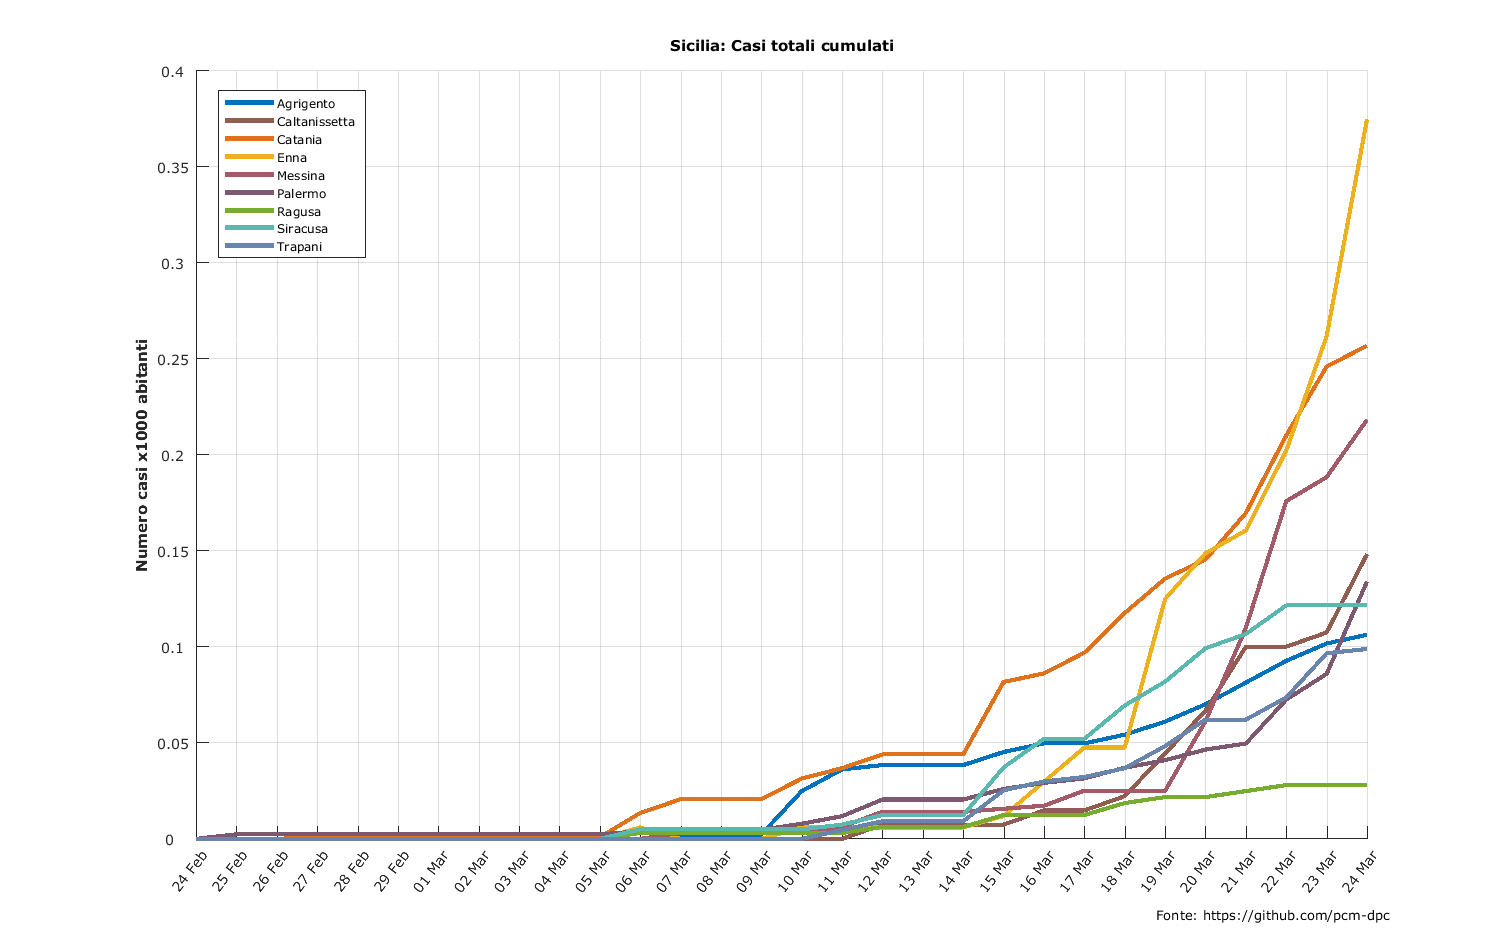 Sicilia: Casi totali cumulati
0.4
0.35
0.3
0.25
0.2
0.15
0.1
0.05
0
Numero casi x1000 abitanti
Agrigento
Caltanissetta
Catania
Enna
Messina
Palermo
Ragusa
Siracusa
Trapani
24 Feb
25 Feb
26 Feb
27 Feb
28 Feb
29 Feb
01 Mar
02 Mar
03 Mar
04 Mar
05 Mar
06 Mar
07 Mar
08 Mar
09 Mar
10 Mar
11 Mar
12 Mar
13 Mar
14 Mar
15 Mar
16 Mar
17 Mar
18 Mar
19 Mar
20 Mar
21 Mar
22 Mar
23 Mar
24 Mar
Fonte: https://github.com/pcm-dpc